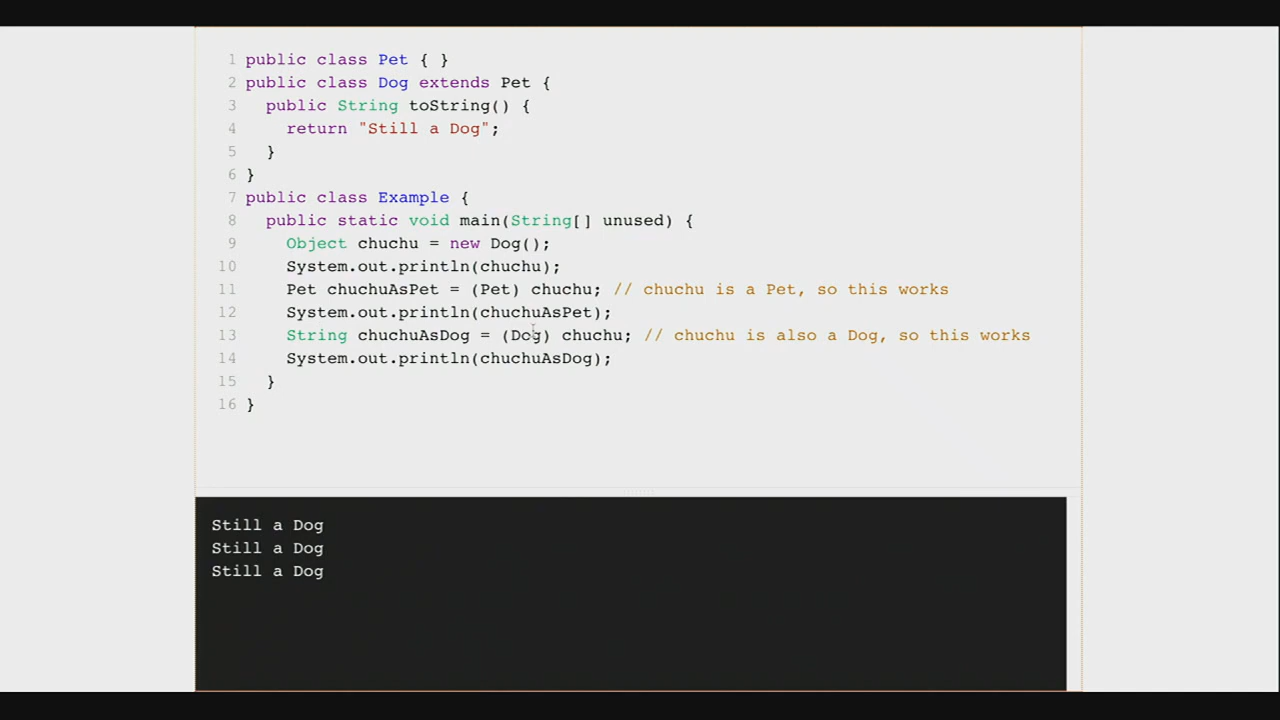 1 public class Pet { }
2 public class Dog extends Pet {
3 public String toString() {
4 return "Still a Dog";
5 }
6 }
7 public class Example {
8 public static void main(String[] unused) {
9 Object chuchu = new Dog();
10 System.out.println(chuchu);
11 Pet chuchuAsPet = (Pet) chuchu; // chuchu is a Pet, so this works
12 System.out.println(chuchuAsPet);
13 String chuchuAsDog = (Dog) chuchu; // chuchu is also a Dog, so this works
14 System.out.println(chuchuAsDog);
15 }
16 }
Still a Dog
Still a Dog
Still a Dog